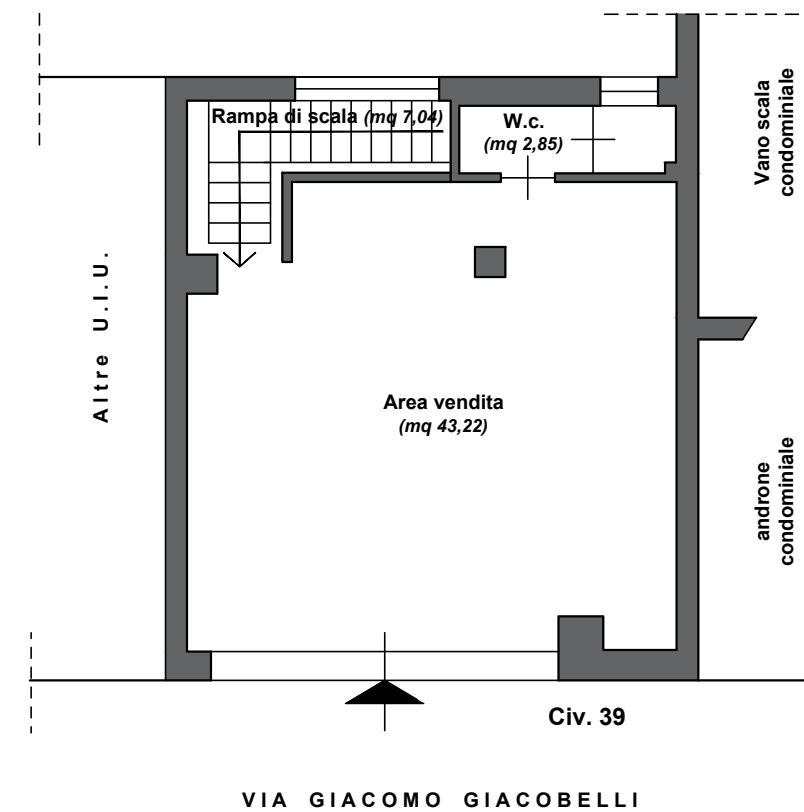 Rampa di scala (mq 7,04)
W.c.
(mq 2,85)
Vano scala
condominiale
Altre U.I.U.
Area vendita
(mq 43,22)
androne
condominiale
Civ. 39
VIA GIACOMO GIACOBELLI